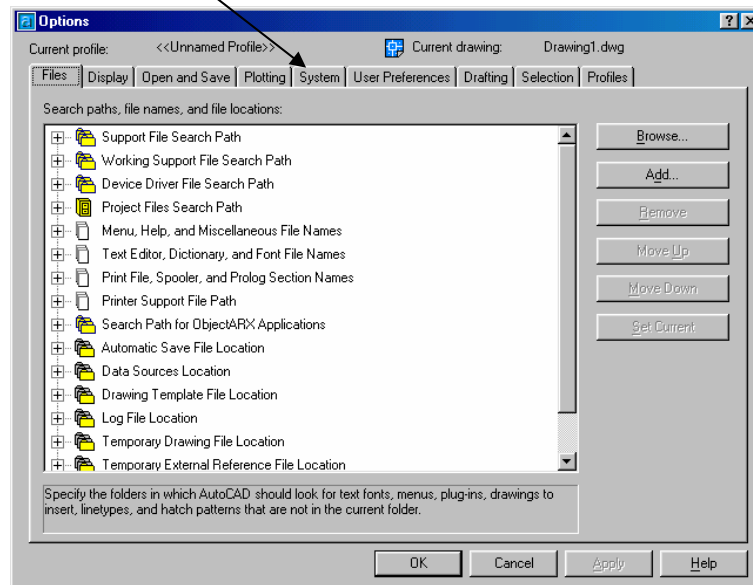 Options
Current profile: <<Unnamed Profile>> Current drawing: Drawing1.dwg
Files Display Open and Save Plotting System User Preferences Drafting Selection Profiles
Search paths, file names, and file locations:
Support File Search Path
Working Support File Search Path
Device Driver File Search Path
Project Files Search Path
Menu, Help, and Miscellaneous File Names
Text Editor, Dictionary, and Font File Names
Print File, Spooler, and Prolog Section Names
Printer Support File Path
Search Path for ObjectARX Applications
Automatic Save File Location
Data Sources Location
Drawing Template File Location
Log File Location
Temporary Drawing File Location
Temporary External Reference File Location
Browse...
Add...
Remove
Move Up
Move Down
Set Current
Specify the folders in which AutoCAD should look for text fonts, menus, plug-ins, drawings to
insert, linetypes, and hatch patterns that are not in the current folder.
OK Cancel Apply Help